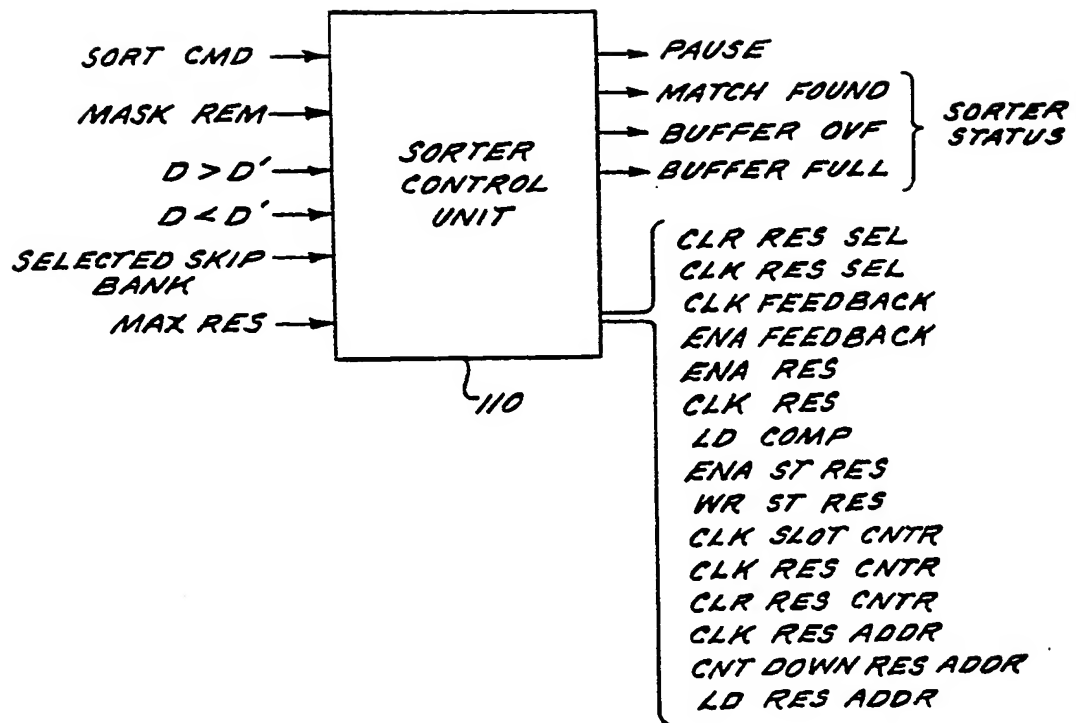 SORT CMD
MASK REM
D > D'
D < D'
SELECTED SKIP
BANK
MAX RES
SORTER
CONTROL
UNIT
110
PAUSE
MATCH FOUND
BUFFER OVF
BUFFER FULL
SORTER
STATUS
CLR RES SEL
CLK RES SEL
CLK FEEDBACK
ENA FEEDBACK
ENA RES
CLK RES
LD COMP
ENA ST RES
WR ST RES
CLK SLOT CNTR
CLK RES CNTR
CLR RES CNTR
CLK RES ADDR
CNT DOWN RES ADDR
LD RES ADDR